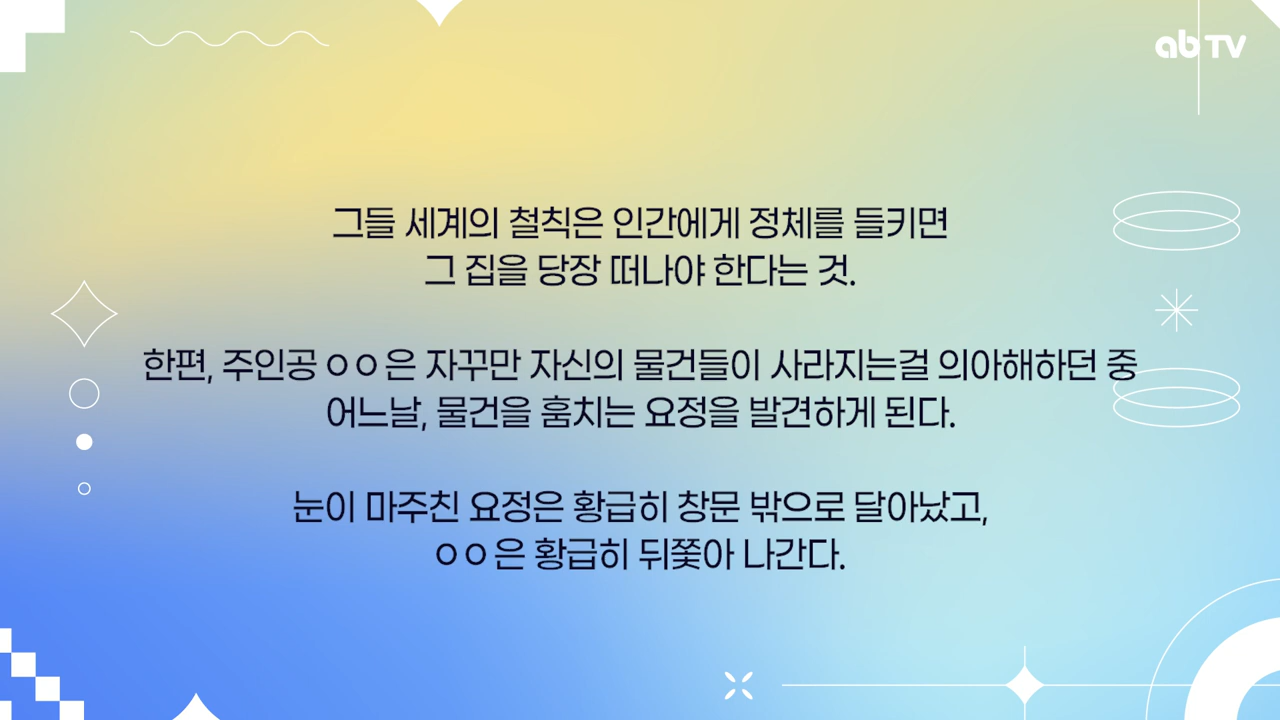 ab TV
그들 세계의 철칙은 인간에게 정체를 들키면
그 집을 당장 떠나야 한다는 것.
한편, 주인공 ㅇㅇ은 자꾸만 자신의 물건들이 사라지는걸 의아해하던 중
어느날, 물건을 훔치는 요정을 발견하게 된다.
눈이 마주친 요정은 황급히 창문 밖으로 달아났고,
ㅇㅇ은 황급히 뒤쫓아 나간다.